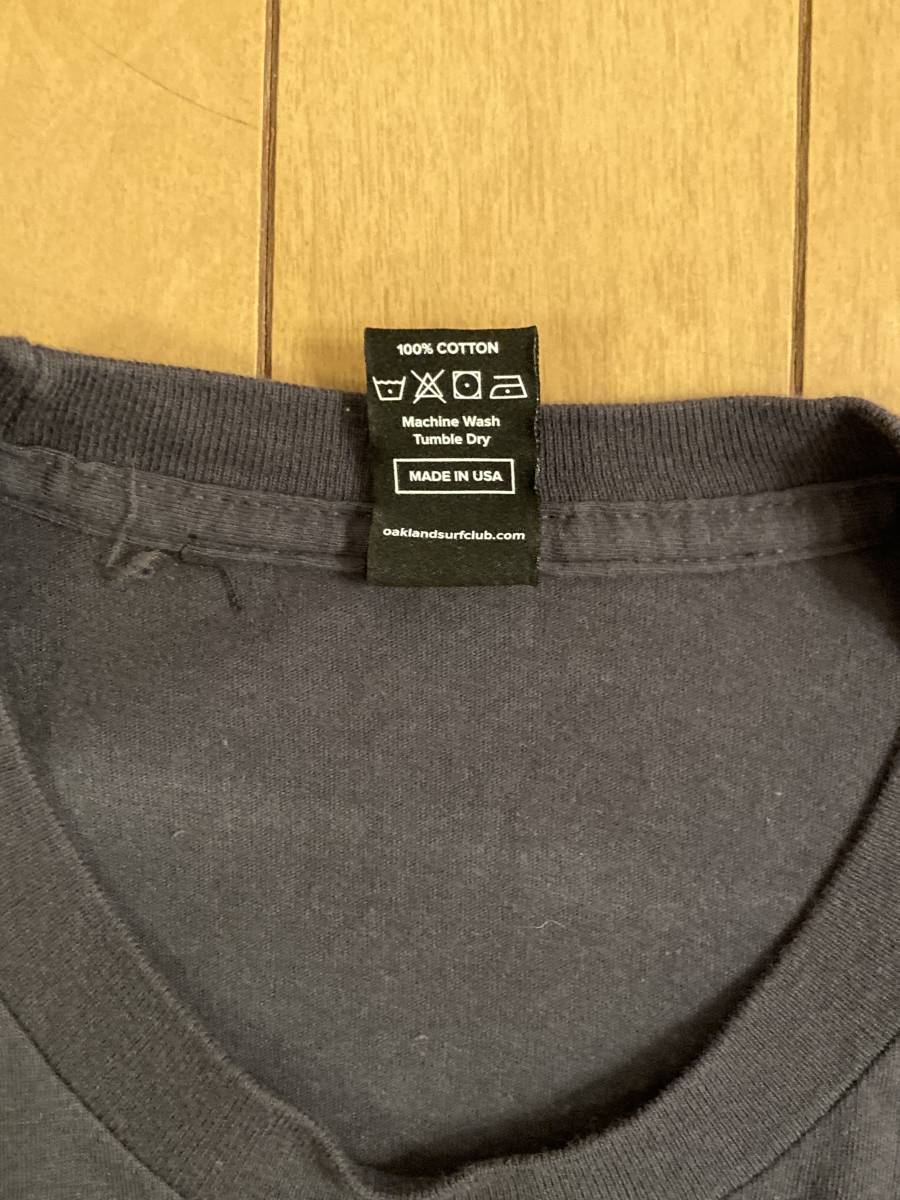 100% COTTON
Machine Wash
Tumble Dry
MADE IN USA
oaklandsurfclub.com